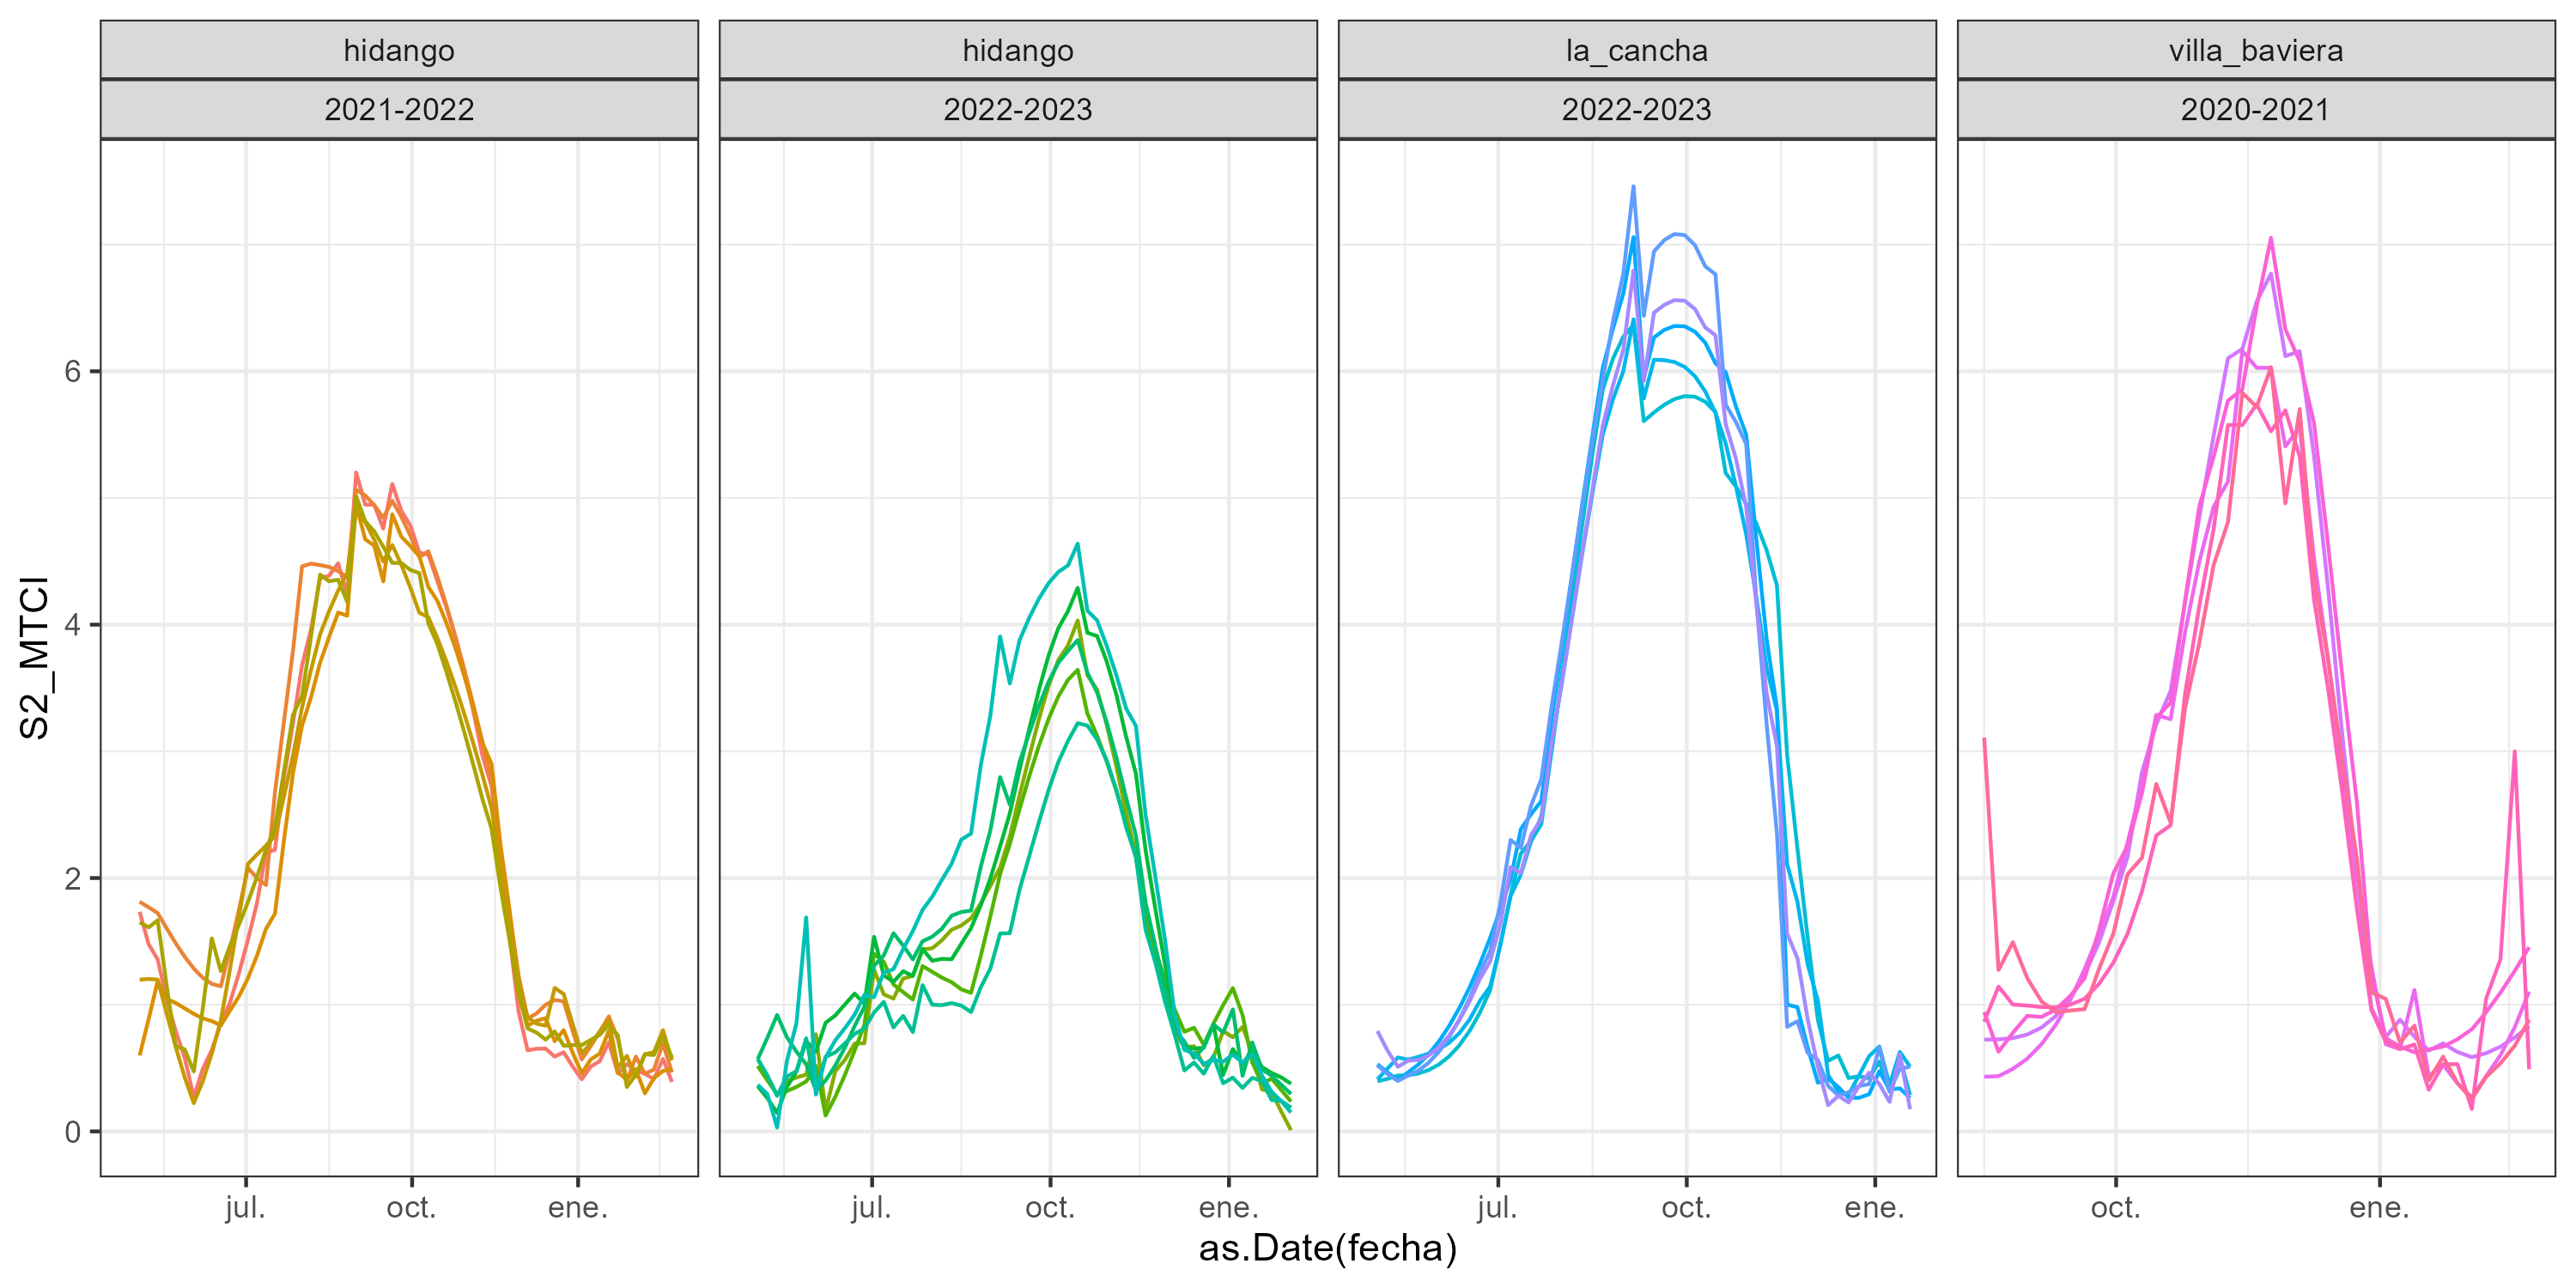 hidango
hidango
la_cancha
villa_baviera
2021-2022
2022-2023
2022-2023
2020-2021
S2_MTCI
6
4
2
0
jul.
oct.
ene.
jul.
oct.
ene.
jul.
oct.
ene.
oct.
ene.
as.Date(fecha)